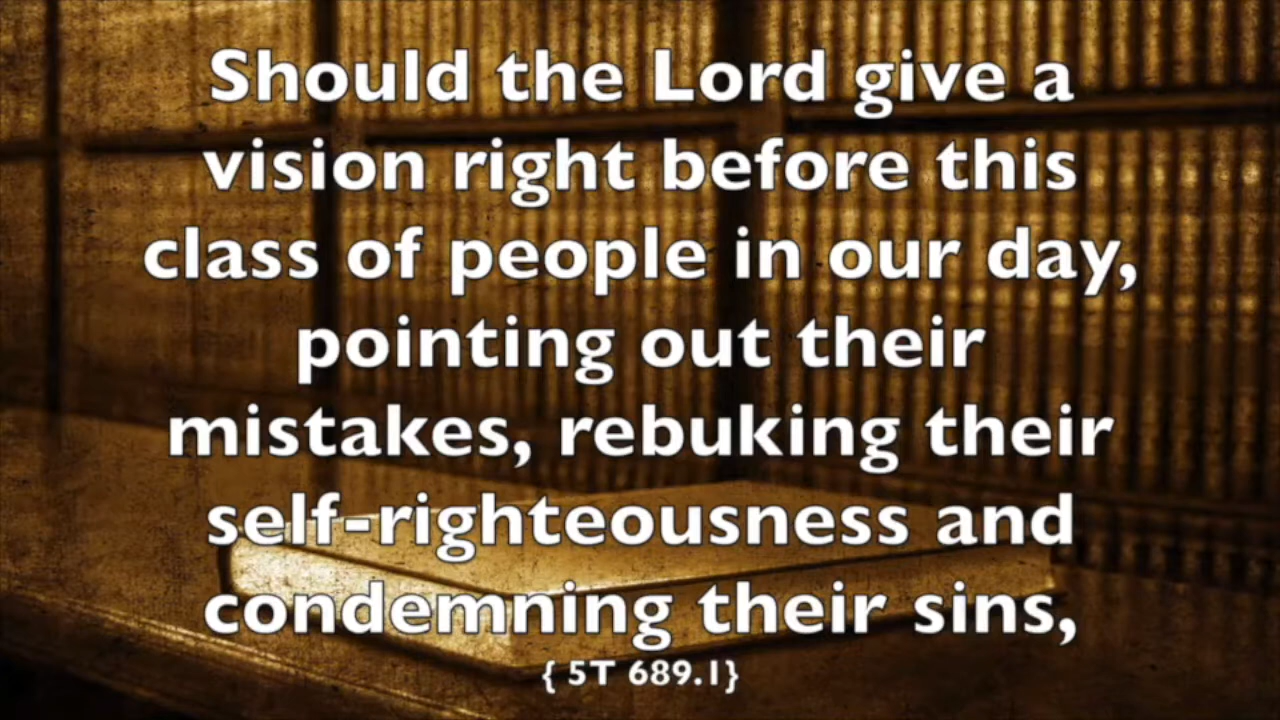 Should the Lord give a
vision right before this
class of people in our day,
pointing out their
mistakes, rebuking their
self-righteousness and
condemning their sins,
{ 5T 689.1}